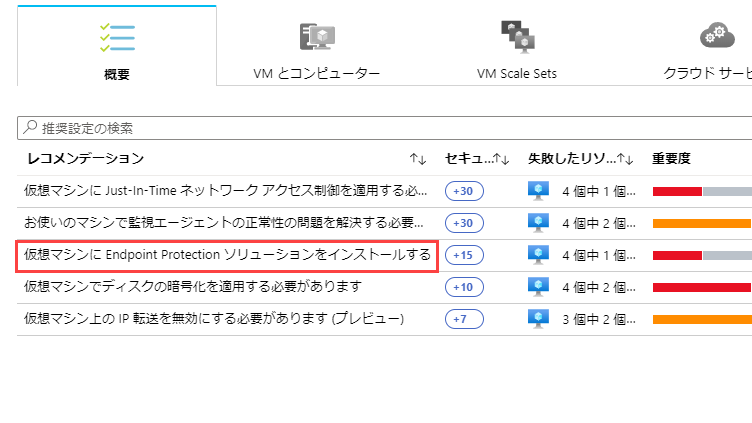 概要
VM とコンピューター
VM Scale Sets
クラウド サービ
推奨設定の検索
レコメンデーション ↑↓ セキュ...↑↓ 失敗したリソ...↑↓ 重要度
仮想マシンに Just-In-Time ネットワーク アクセス制御を適用する必... +30 4 個中 1 個...
お使いのマシンで監視エージェントの正常性の問題を解決する必要... +30 4 個中 2 個...
仮想マシンに Endpoint Protection ソリューションをインストールする +15 4 個中 1 個...
仮想マシンでディスクの暗号化を適用する必要があります +10 4 個中 2 個...
仮想マシン上の IP 転送を無効にする必要があります (プレビュー) +7 3 個中 2 個...